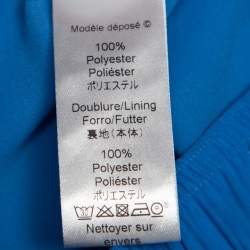 Modèle déposé ©
100%
Polyester
Poliéster
ポリエステル
Doublure/Lining
Forro/Futter
裏地(本体)
100%
Polyester
Poliéster
ポリエステル
Nettoyer sur
envers